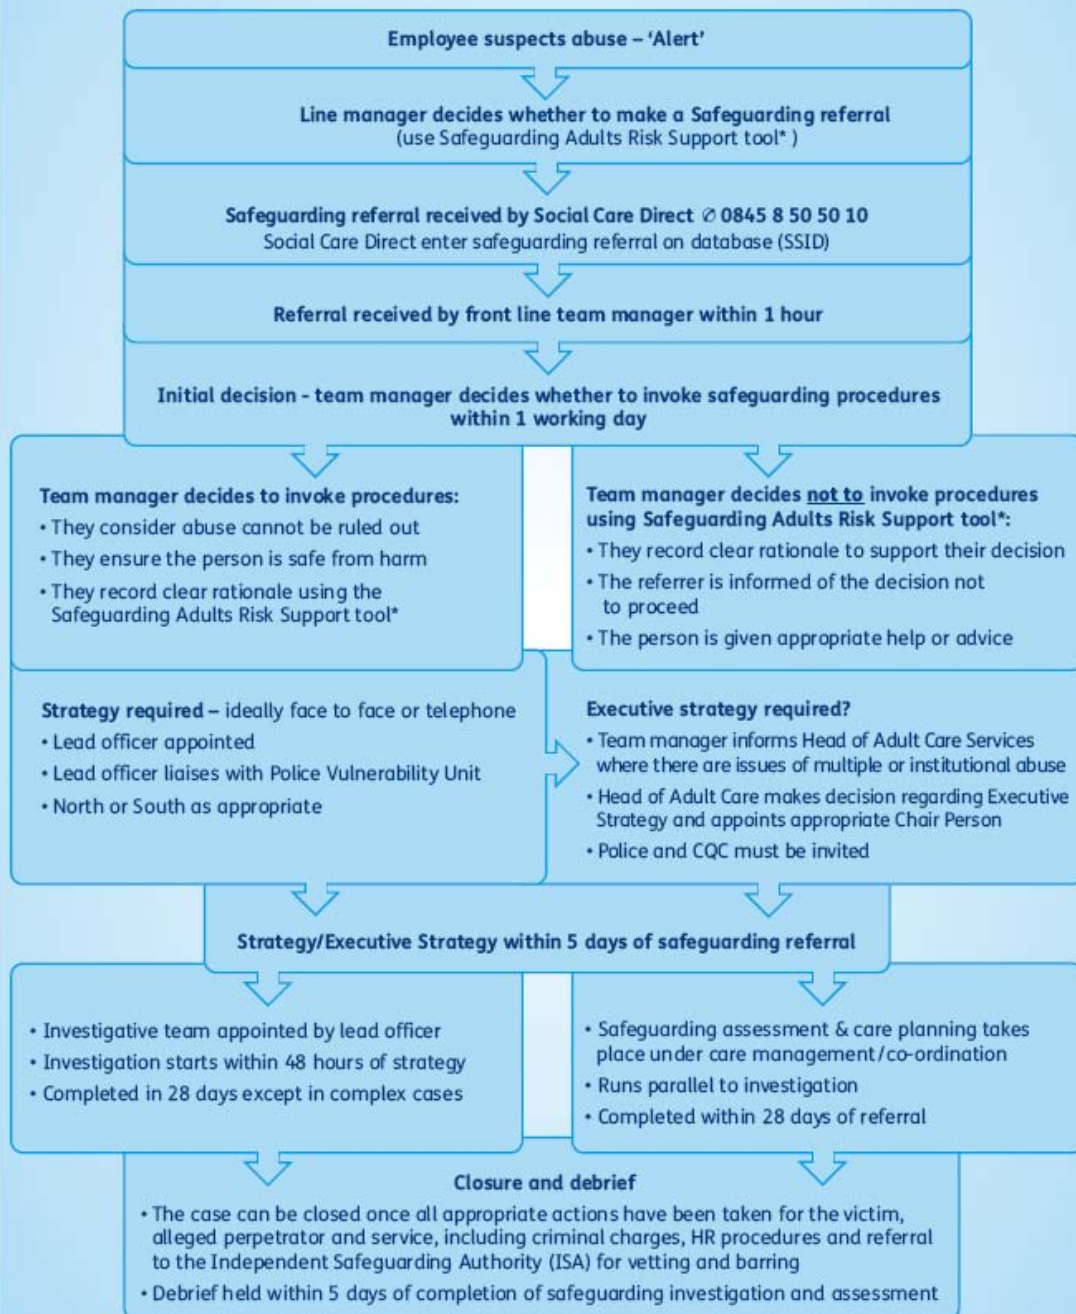 Employee suspects abuse – ‘Alert’
Line manager decides whether to make a Safeguarding referral
(use Safeguarding Adults Risk Support tool* )
Safeguarding referral received by Social Care Direct ✆ 0845 8 50 50 10
Social Care Direct enter safeguarding referral on database (SSID)
Referral received by front line team manager within 1 hour
Initial decision - team manager decides whether to invoke safeguarding procedures
within 1 working day
Team manager decides to invoke procedures:
• They consider abuse cannot be ruled out
• They ensure the person is safe from harm
• They record clear rationale using the
Safeguarding Adults Risk Support tool*
Team manager decides not to invoke procedures
using Safeguarding Adults Risk Support tool*:
• They record clear rationale to support their decision
• The referrer is informed of the decision not
to proceed
• The person is given appropriate help or advice
Strategy required – ideally face to face or telephone
• Lead officer appointed
• Lead officer liaises with Police Vulnerability Unit
• North or South as appropriate
Executive strategy required?
• Team manager informs Head of Adult Care Services
where there are issues of multiple or institutional abuse
• Head of Adult Care makes decision regarding Executive
Strategy and appoints appropriate Chair Person
• Police and CQC must be invited
Strategy/Executive Strategy within 5 days of safeguarding referral
• Investigative team appointed by lead officer
• Investigation starts within 48 hours of strategy
• Completed in 28 days except in complex cases
• Safeguarding assessment & care planning takes
place under care management/co-ordination
• Runs parallel to investigation
• Completed within 28 days of referral
Closure and debrief
• The case can be closed once all appropriate actions have been taken for the victim,
alleged perpetrator and service, including criminal charges, HR procedures and referral
to the Independent Safeguarding Authority (ISA) for vetting and barring
• Debrief held within 5 days of completion of safeguarding investigation and assessment